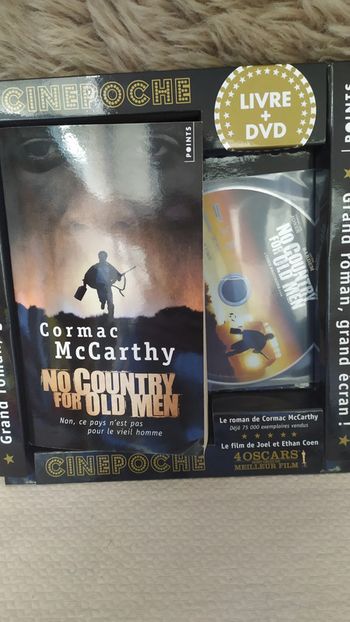 CINEPOCHE
LIVRE
+
DVD
POINTS
Cormac
McCarthy
NO COUNTRY
FOR OLD MEN
Non, ce pays n'est pas
pour le vieil homme
NO COUNTRY
FOR OLD MEN
Le roman de Cormac McCarthy
Déjà 75 000 exemplaires vendus
Le film de Joel et Ethan Coen
4 OSCARS
MEILLEUR FILM
CINEPOCHE
Grand roman,
POINTS
Grand roman, grand écran !